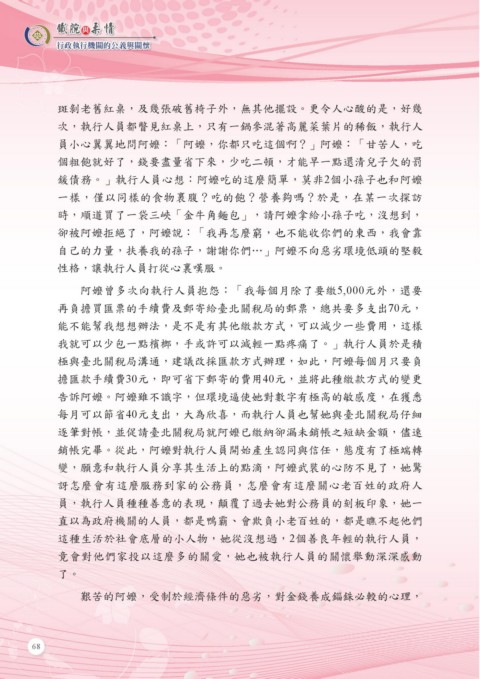 鐵腕與柔情
行政執行機關的公義與關懷
斑剝老舊紅桌，及幾張破舊椅子外，無其他擺設。更令人心酸的是，好幾
次，執行人員都瞥見紅桌上，只有一鍋參混著高麗菜葉片的稀飯，執行人
員小心翼翼地問阿嬤：「阿嬤，你都只吃這個啊？」阿嬤：「甘苦人，吃
個粗飽就好了，錢要盡量省下來，少吃二頓，才能早一點還清兒子欠的罰
鍰債務。」執行人員心想：阿嬤吃的這麼簡單，莫非2個小孫子也和阿嬤
一樣，僅以同樣的食物裹腹？吃的飽？營養夠嗎？於是，在某一次探訪
時，順道買了一袋三峽「金牛角麵包」，請阿嬤拿給小孫子吃，沒想到，
卻被阿嬤拒絕了，阿嬤說：「我再怎麼窮，也不能收你們的東西，我會靠
自己的力量，扶養我的孫子，謝謝你們…」阿嬤不向惡劣環境低頭的堅毅
性格，讓執行人員打從心裏嘆服。
阿嬤曾多次向執行人員抱怨：「我每個月除了要繳5,000元外，還要
再負擔買匯票的手續費及郵寄給臺北關稅局的郵票，總共要多支出70元，
能不能幫我想想辦法，是不是有其他繳款方式，可以減少一些費用，這樣
我就可以少包一點檳榔，手或許可以減輕一點疼痛了。」執行人員於是積
極與臺北關稅局溝通，建議改採匯款方式辦理，如此，阿嬤每個月只要負
擔匯款手續費30元，即可省下郵寄的費用40元，並將此種繳款方式的變更
告訴阿嬤。阿嬤雖不識字，但環境逼使她對數字有極高的敏感度，在獲悉
每月可以節省40元支出，大為欣喜，而執行人員也幫她與臺北關稅局仔細
逐筆對帳，並促請臺北關稅局就阿嬤已繳納卻漏未銷帳之短缺金額，儘速
銷帳完畢。從此，阿嬤對執行人員開始產生認同與信任，態度有了極端轉
變，願意和執行人員分享其生活上的點滴，阿嬤武裝的心防不見了，她驚
訝怎麼會有這麼服務到家的公務員，怎麼會有這麼關心老百姓的政府人
員，執行人員種種善意的表現，顛覆了過去她對公務員的刻板印象，她一
直以為政府機關的人員，都是鴨霸、會欺負小老百姓的，都是瞧不起他們
這種生活於社會底層的小人物，她從沒想過，2個善良年輕的執行人員，
竟會對他們家投以這麼多的關愛，她也被執行人員的關懷舉動深深感動
了。
艱苦的阿嬤，受制於經濟條件的惡劣，對金錢養成錙銖必較的心理，
68